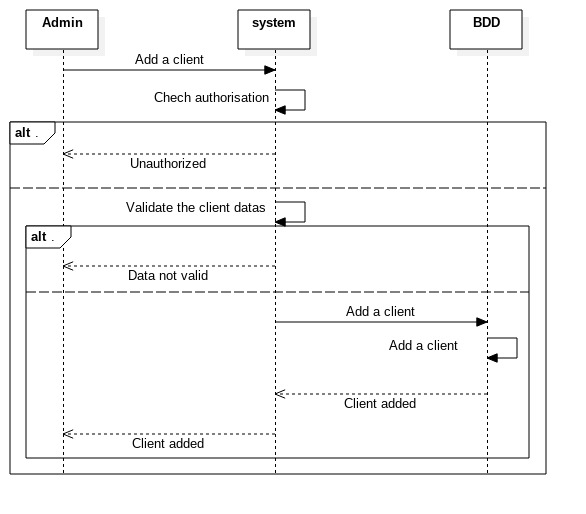 Admin
system
BDD
Add a client
Chech authorisation
alt .
Unauthorized
Validate the client datas
alt .
Data not valid
Add a client
Add a client
Client added
Client added